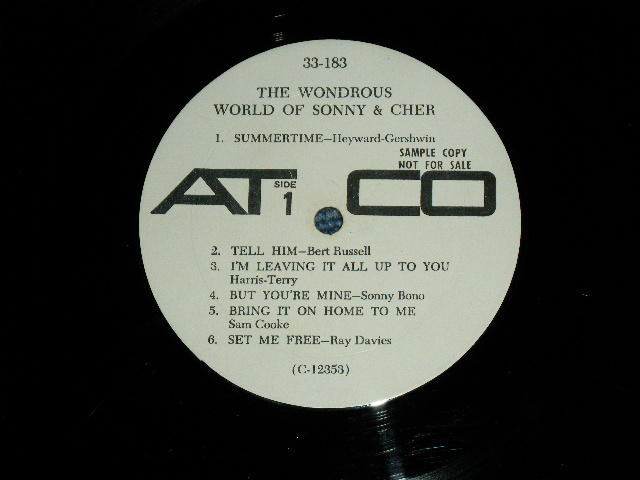 33-183
THE WONDROUS
WORLD OF SONNY & CHER
1. SUMMERTIME—Heyward-Gershwin
SAMPLE COPY
NOT FOR SALE
ATCO
SIDE
1
2. TELL HIM—Bert Russell
3. I'M LEAVING IT ALL UP TO YOU
Harris-Terry
4. BUT YOU'RE MINE—Sonny Bono
5. BRING IT ON HOME TO ME
Sam Cooke
6. SET ME FREE—Ray Davies
(C-12353)